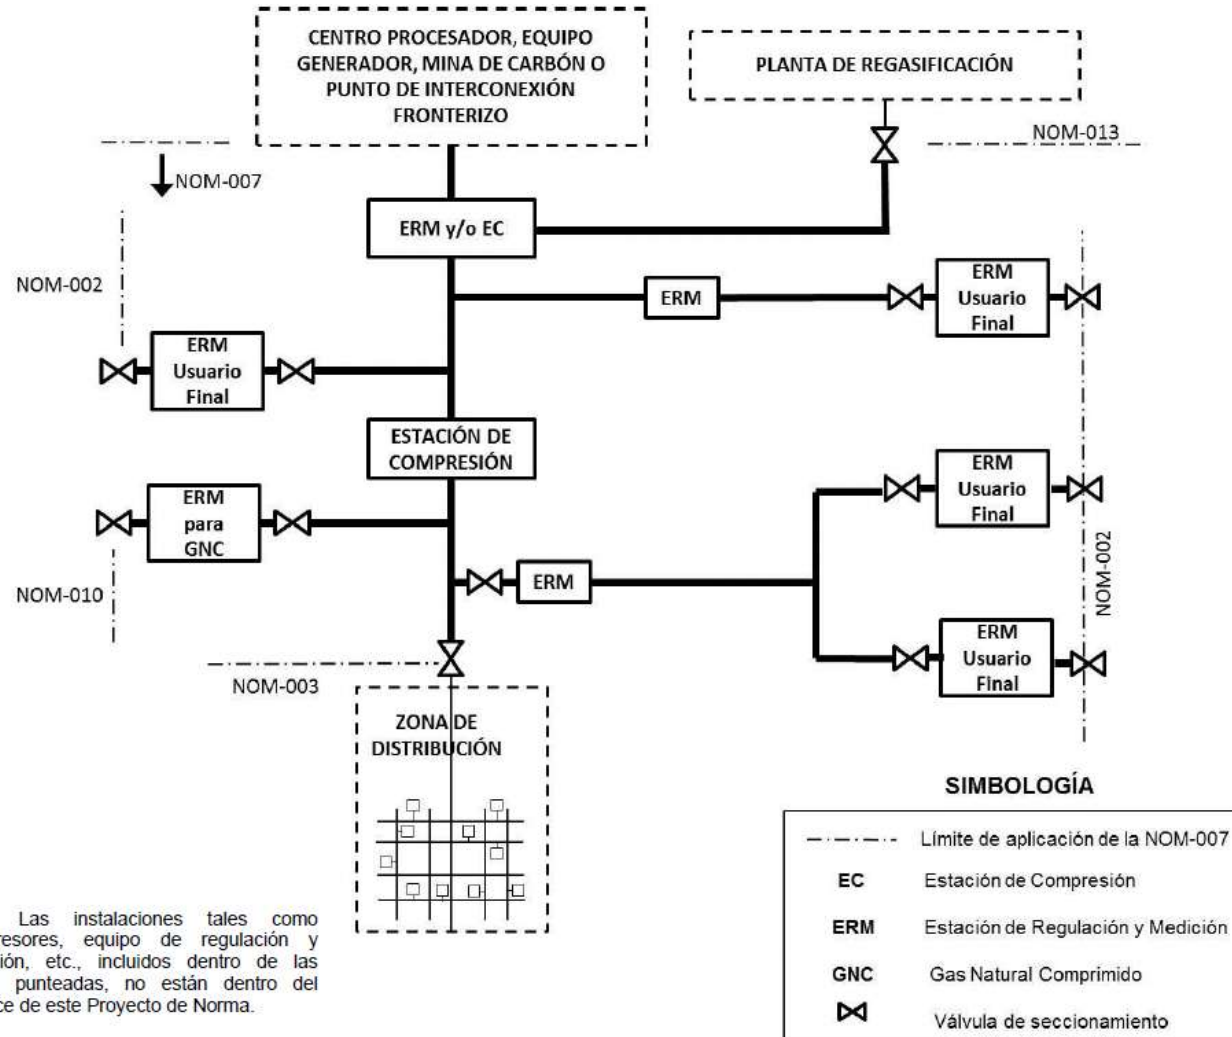 CENTRO PROCESADOR, EQUIPO
GENERADOR, MINA DE CARBÓN O
PUNTO DE INTERCONEXIÓN
FRONTERIZO
PLANTA DE REGASIFICACIÓN
NOM-013
NOM-007
ERM y/o EC
NOM-002
ERM
ERM
Usuario
Final
ERM
Usuario
Final
ESTACIÓN DE
COMPRESIÓN
ERM
Usuario
Final
ERM
para
GNC
NOM-002
NOM-010
ERM
ERM
Usuario
Final
NOM-003
ZONA DE
DISTRIBUCIÓN
SIMBOLOGÍA
Límite de aplicación de la NOM-007
EC Estación de Compresión
ERM Estación de Regulación y Medición
GNC Gas Natural Comprimido
Válvula de seccionamiento
Las instalaciones tales como
resores, equipo de regulación y
ión, etc., incluidos dentro de las
punteadas, no están dentro del
ce de este Proyecto de Norma.